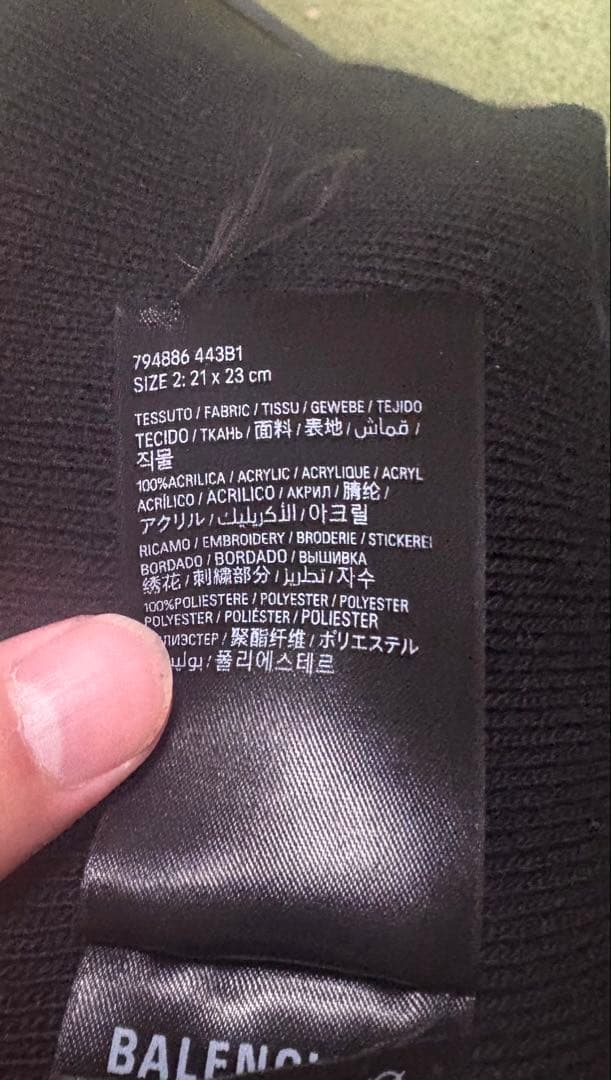 794886 443B1
SIZE 2: 21 x 23 cm
TESSUTO / FABRIC / TISSU / GEWEBE / TEJIDO
TECIDO / ТКАНЬ / 面料 / 表地 / قماش /
직물
100%ACRILICA / ACRYLIC / ACRYLIQUE / ACRYL
ACRÍLICO / ACRILICO / АКРИЛ / 腈纶 /
アクリル / الأكريليك / 아크릴
RICAMO / EMBROIDERY / BRODERIE / STICKEREI
BORDADO / BORDADO / ВЫШИВКА
绣花 / 刺繍部分 / تطريز / 자수
100%POLIESTERE / POLYESTER / POLYESTER
POLYESTER / POLIÉSTER / POLIESTER
ЛИЭСТЕР / 聚酯纤维 / ポリエステル
/ 폴리에스테르